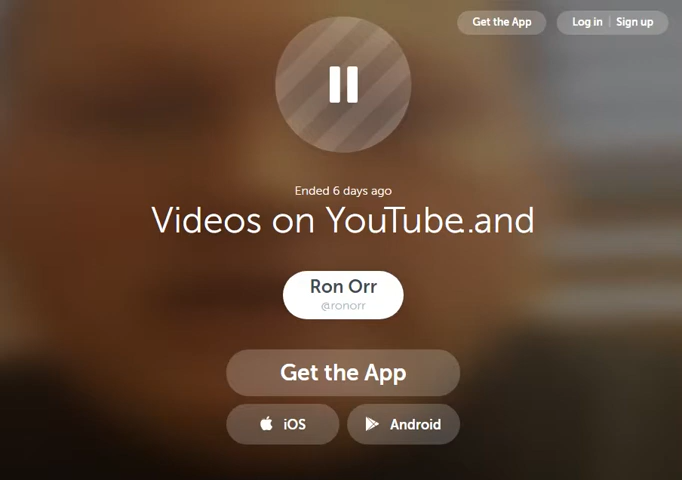 Get the App
Log in | Sign up
Ended 6 days ago
Videos on YouTube..and
Ron Orr
@ronorr
Get the App
iOS
Android